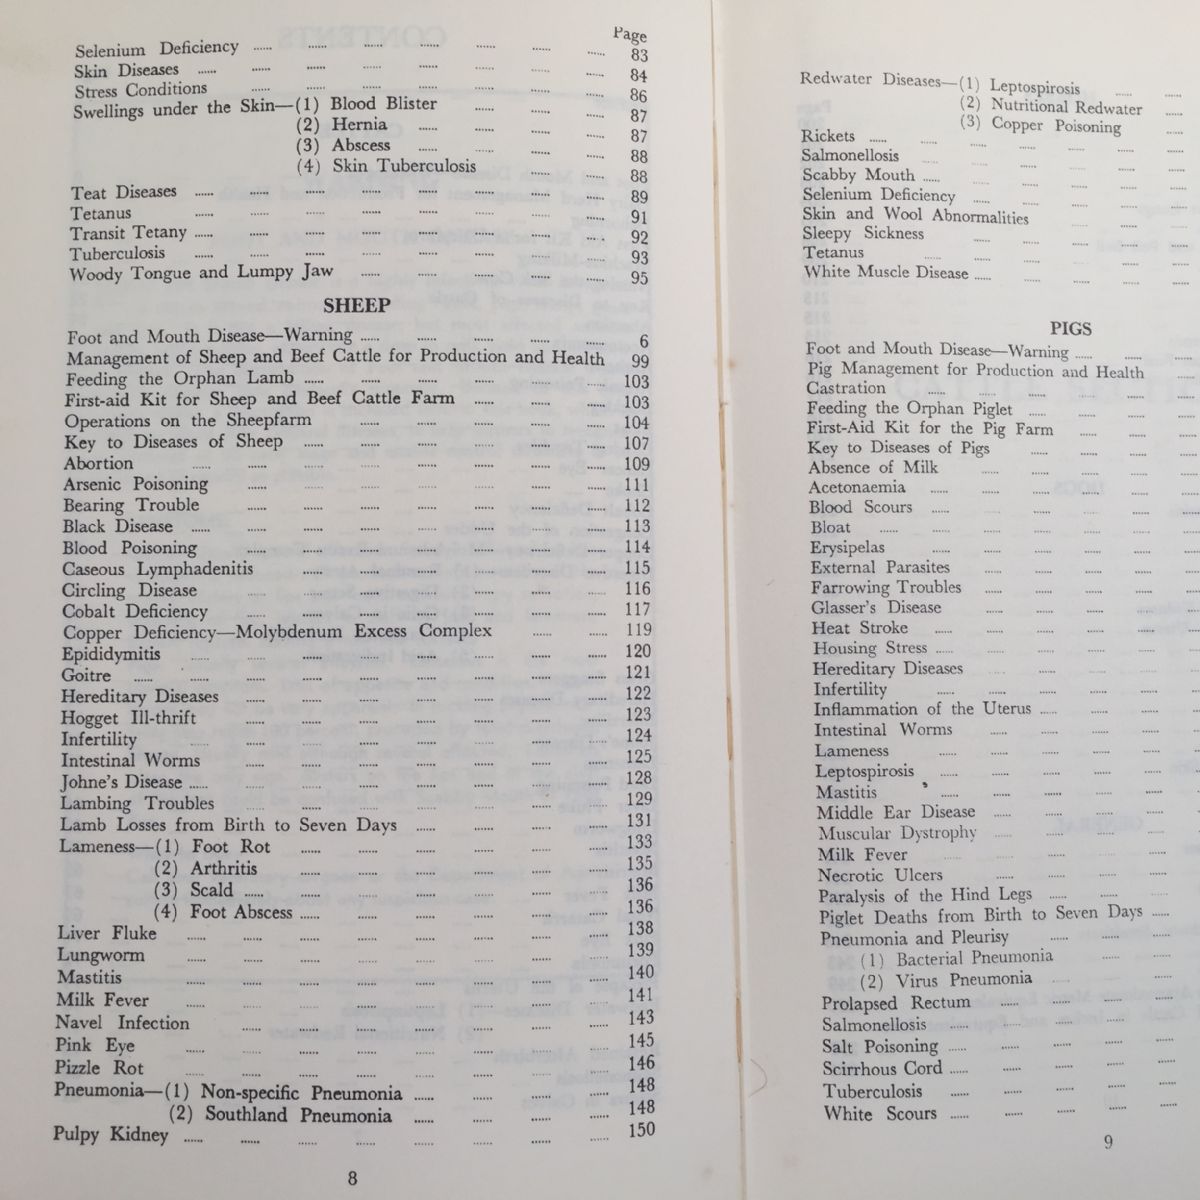 Page
Selenium Deficiency ...... ...... ...... ...... ...... ...... ...... 83
Skin Diseases ...... ...... ...... ...... ...... ...... ...... ...... 84
Stress Conditions ...... ...... ...... ...... ...... ...... ...... 86
Swellings under the Skin—(1) Blood Blister ...... ...... ...... 87
(2) Hernia ...... ...... ...... ...... 87
(3) Abscess ...... ...... ...... ...... 88
(4) Skin Tuberculosis ...... ...... 88
Teat Diseases ...... ...... ...... ...... ...... ...... ...... ...... 89
Tetanus ...... ...... ...... ...... ...... ...... ...... ...... 91
Transit Tetany ...... ...... ...... ...... ...... ...... ...... ...... 92
Tuberculosis ...... ...... ...... ...... ...... ...... ...... 93
Woody Tongue and Lumpy Jaw ...... ...... ...... ...... ...... 95
SHEEP
Foot and Mouth Disease—Warning ...... ...... ...... ...... ...... 6
Management of Sheep and Beef Cattle for Production and Health 99
Feeding the Orphan Lamb ...... ...... ...... ...... ...... ...... 103
First-aid Kit for Sheep and Beef Cattle Farm ...... ...... ...... 103
Operations on the Sheepfarm ...... ...... ...... ...... ...... 104
Key to Diseases of Sheep ...... ...... ...... ...... ...... ...... 107
Abortion ...... ...... ...... ...... ...... ...... ...... ...... 109
Arsenic Poisoning ...... ...... ...... ...... ...... ...... ...... 111
Bearing Trouble ...... ...... ...... ...... ...... ...... ...... 112
Black Disease ...... ...... ...... ...... ...... ...... ...... ...... 113
Blood Poisoning ...... ...... ...... ...... ...... ...... ...... 114
Caseous Lymphadenitis ...... ...... ...... ...... ...... ...... 115
Circling Disease ...... ...... ...... ...... ...... ...... ...... 116
Cobalt Deficiency ...... ...... ...... ...... ...... ...... ...... 117
Copper Deficiency—Molybdenum Excess Complex ...... ...... 119
Epididymitis ...... ...... ...... ...... ...... ...... ...... ...... 120
Goitre ...... ...... ...... ...... ...... ...... ...... ...... ...... 121
Hereditary Diseases ...... ...... ...... ...... ...... ...... ...... 122
Hogget Ill-thrift ...... ...... ...... ...... ...... ...... ...... 123
Infertility ...... ...... ...... ...... ...... ...... ...... ...... 124
Intestinal Worms ...... ...... ...... ...... ...... ...... ...... 125
Johne's Disease ...... ...... ...... ...... ...... ...... ...... ...... 128
Lambing Troubles ...... ...... ...... ...... ...... ...... ...... 129
Lamb Losses from Birth to Seven Days ...... ...... ...... ...... 131
Lameness—(1) Foot Rot ...... ...... ...... ...... ...... ...... 133
(2) Arthritis ...... ...... ...... ...... ...... ...... 135
(3) Scald ...... ...... ...... ...... ...... ...... ...... 136
(4) Foot Abscess ...... ...... ...... ...... ...... ...... 136
Liver Fluke ...... ...... ...... ...... ...... ...... ...... ...... 138
Lungworm ...... ...... ...... ...... ...... ...... ...... ...... 139
Mastitis ...... ...... ...... ...... ...... ...... ...... ...... 140
Milk Fever ...... ...... ...... ...... ...... ...... ...... ...... 141
Navel Infection ...... ...... ...... ...... ...... ...... ...... 143
Pink Eye ...... ...... ...... ...... ...... ...... ...... ...... 145
Pizzle Rot ...... ...... ...... ...... ...... ...... ...... ...... 146
Pneumonia—(1) Non-specific Pneumonia ...... ...... ...... ...... 148
(2) Southland Pneumonia ...... ...... ...... ...... 148
Pulpy Kidney ...... ...... ...... ...... ...... ...... ...... ...... 150
8
Redwater Diseases—(1) Leptospirosis ...... ......
(2) Nutritional Redwater ......
(3) Copper Poisoning ......
Rickets ...... ...... ...... ...... ...... ......
Salmonellosis ...... ...... ...... ...... ......
Scabby Mouth ...... ...... ...... ...... ......
Selenium Deficiency ...... ...... ...... ......
Skin and Wool Abnormalities ...... ...... ......
Sleepy Sickness ...... ...... ...... ......
Tetanus ...... ...... ...... ...... ......
White Muscle Disease ...... ...... ...... ......
PIGS
Foot and Mouth Disease—Warning ...... ...... ......
Pig Management for Production and Health ......
Castration ...... ...... ...... ...... ......
Feeding the Orphan Piglet ...... ...... ...... ......
First-Aid Kit for the Pig Farm ...... ...... ......
Key to Diseases of Pigs ...... ...... ...... ......
Absence of Milk ...... ...... ...... ...... ......
Acetonaemia ...... ...... ...... ...... ......
Blood Scours ...... ...... ...... ...... ......
Bloat ...... ...... ...... ...... ...... ......
Erysipelas ...... ...... ...... ...... ......
External Parasites ...... ...... ...... ......
Farrowing Troubles ...... ...... ...... ......
Glasser's Disease ...... ...... ...... ......
Heat Stroke ...... ...... ...... ...... ......
Housing Stress ...... ...... ...... ...... ......
Hereditary Diseases ...... ...... ...... ......
Infertility ...... ...... ...... ...... ......
Inflammation of the Uterus ...... ...... ......
Intestinal Worms ...... ...... ...... ......
Lameness ...... ...... ...... ...... ......
Leptospirosis ...... ...... ...... ...... ......
Mastitis ...... ...... ...... ...... ......
Middle Ear Disease ...... ...... ...... ......
Muscular Dystrophy ...... ...... ...... ......
Milk Fever ...... ...... ...... ...... ......
Necrotic Ulcers ...... ...... ...... ......
Paralysis of the Hind Legs ...... ...... ......
Piglet Deaths from Birth to Seven Days ......
Pneumonia and Pleurisy ...... ...... ......
(1) Bacterial Pneumonia ...... ......
(2) Virus Pneumonia ...... ...... ......
Prolapsed Rectum ...... ...... ...... ......
Salmonellosis ...... ...... ...... ...... ......
Salt Poisoning ...... ...... ...... ...... ......
Scirrhous Cord ...... ...... ...... ...... ......
Tuberculosis ...... ...... ...... ...... ......
White Scours ...... ...... ...... ...... ......
9